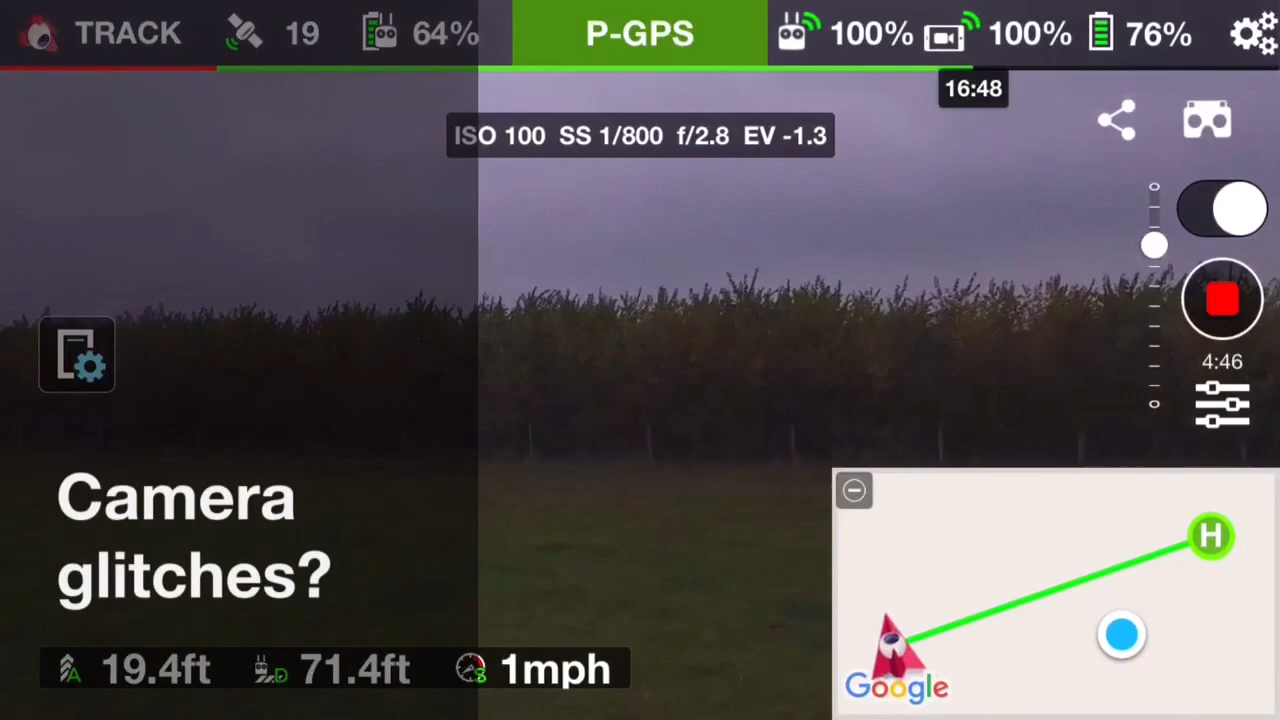 TRACK 19 64% P-GPS 100% 100% 76%
16:48
ISO 100 SS 1/800 f/2.8 EV -1.3
4:46
Camera
glitches?
H
A 19.4ft D 71.4ft S 1mph
Google